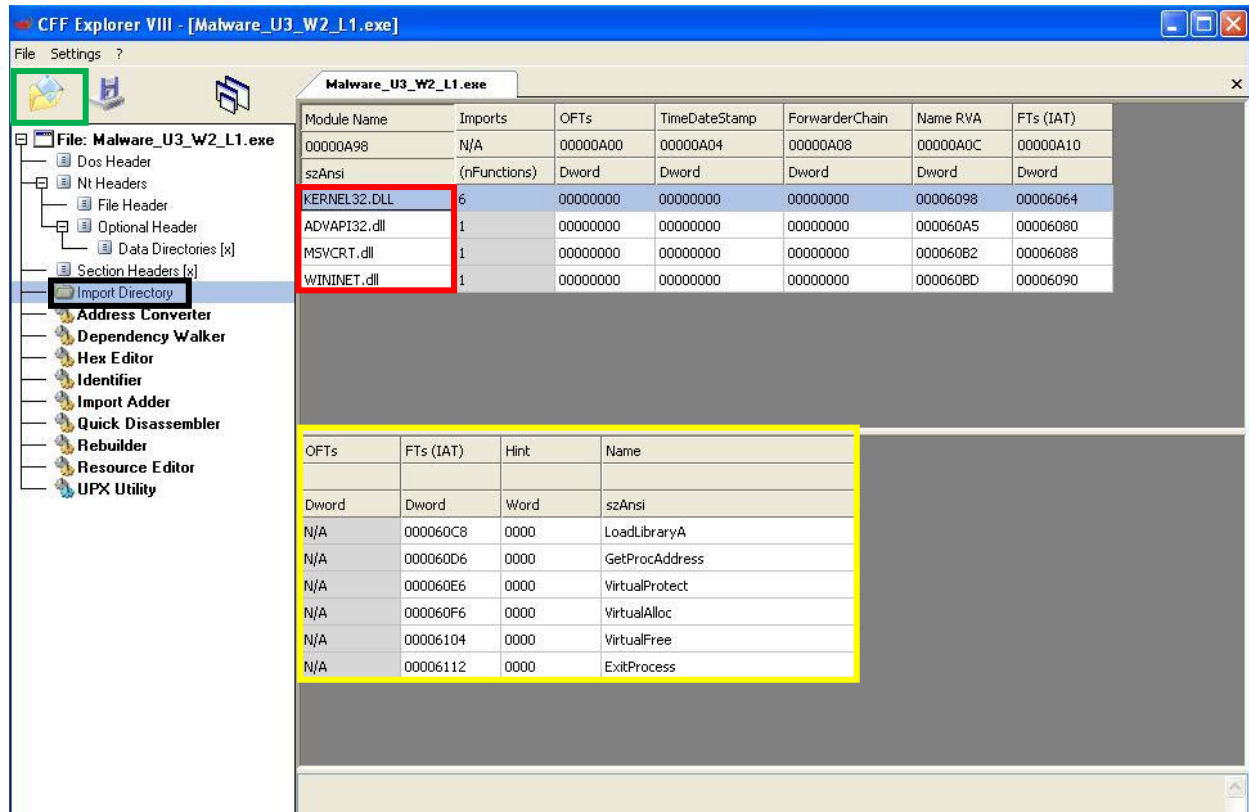 CFF Explorer VIII - [Malware_U3_W2_L1.exe]
File Settings ?
Malware_U3_W2_L1.exe
File: Malware_U3_W2_L1.exe
Dos Header
Nt Headers
File Header
Optional Header
Data Directories [x]
Section Headers [x]
Import Directory
Address Converter
Dependency Walker
Hex Editor
Identifier
Import Adder
Quick Disassembler
Rebuilder
Resource Editor
UPX Utility
Module Name Imports OFTs TimeDateStamp ForwarderChain Name RVA FTs (IAT)
00000A98 N/A 00000A00 00000A04 00000A08 00000A0C 00000A10
szAnsi (nFunctions) Dword Dword Dword Dword Dword
KERNEL32.DLL 6 00000000 00000000 00000000 00006098 00006064
ADVAPI32.dll 1 00000000 00000000 00000000 000060A5 00006080
MSVCRT.dll 1 00000000 00000000 00000000 000060B2 00006088
WININET.dll 1 00000000 00000000 00000000 000060BD 00006090
OFTs FTs (IAT) Hint Name
Dword Dword Word szAnsi
N/A 000060C8 0000 LoadLibraryA
N/A 000060D6 0000 GetProcAddress
N/A 000060E6 0000 VirtualProtect
N/A 000060F6 0000 VirtualAlloc
N/A 00006104 0000 VirtualFree
N/A 00006112 0000 ExitProcess